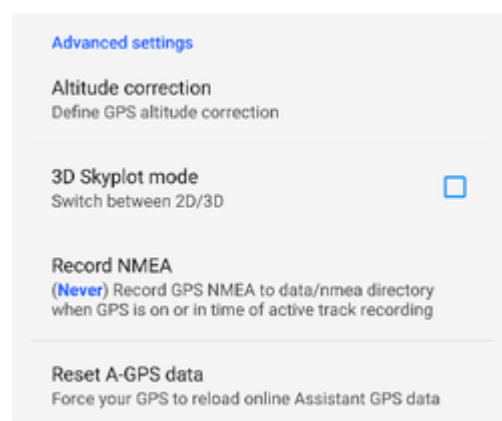 Advanced settings
Altitude correction
Define GPS altitude correction
3D Skyplot mode
Switch between 2D/3D
Record NMEA
(Never) Record GPS NMEA to data/nmea directory
when GPS is on or in time of active track recording
Reset A-GPS data
Force your GPS to reload online Assistant GPS data